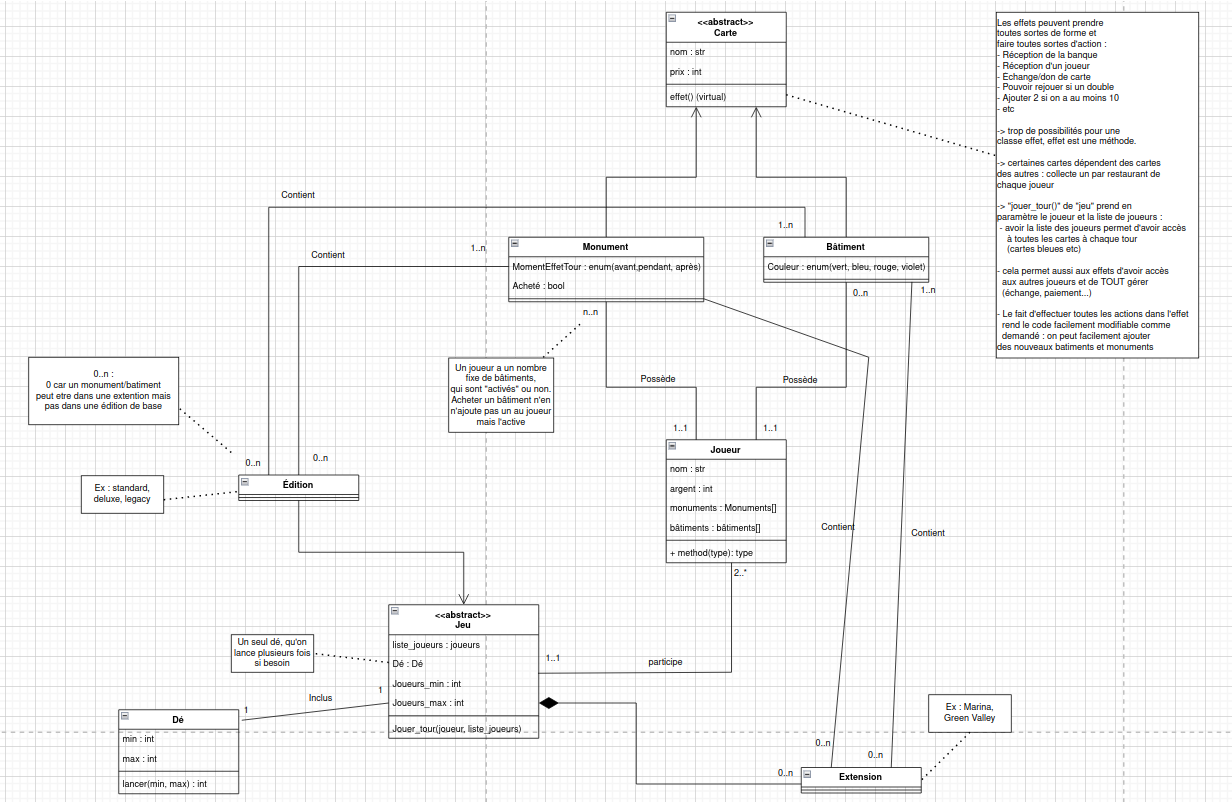 <<abstract>>
Carte
nom : str
prix : int
effet() (virtual)
Les effets peuvent prendre
toutes sortes de forme et
faire toutes sortes d'action :
- Réception de la banque
- Réception d'un joueur
- Échange/don de carte
- Pouvoir rejouer si un double
- Ajouter 2 si on a au moins 10
- etc
-> trop de possibilités pour une
classe effet, effet est une méthode.
-> certaines cartes dépendent des cartes
des autres : collecte un par restaurant de
chaque joueur
-> "jouer_tour()" de "jeu" prend en
paramètre le joueur et la liste de joueurs :
- avoir la liste des joueurs permet d'avoir accès
à toutes les cartes à chaque tour
(cartes bleues etc)
- cela permet aussi aux effets d'avoir accès
aux autres joueurs et de TOUT gérer
(échange, paiement...)
- Le fait d'effectuer toutes les actions dans l'effet
rend le code facilement modifiable comme
demandé : on peut facilement ajouter
des nouveaux batiments et monuments
Contient
1..n
Contient
1..n
Monument
MomentEffetTour : enum(avant,pendant, après)
Acheté : bool
Bâtiment
Couleur : enum(vert, bleu, rouge, violet)
n..n
0..n
1..n
0..n :
0 car un monument/batiment
peut etre dans une extention mais
pas dans une édition de base
Un joueur a un nombre
fixe de bâtiments,
qui sont "activés" ou non.
Acheter un bâtiment n'en
n'ajoute pas un au joueur
mais l'active
Possède
Possède
1..1
1..1
0..n
0..n
Ex : standard,
deluxe, legacy
Édition
Joueur
nom : str
argent : int
monuments : Monuments[]
bâtiments : bâtiments[]
+ method(type): type
2..*
Contient
Contient
<<abstract>>
Jeu
liste_joueurs : joueurs
Dé : Dé
Joueurs_min : int
Joueurs_max : int
Jouer_tour(joueur, liste_joueurs)
Un seul dé, qu'on
lance plusieurs fois
si besoin
1..1
participe
Inclus
1
1
Dé
min : int
max : int
lancer(min, max) : int
Ex : Marina,
Green Valley
0..n
0..n
0..n
Extension